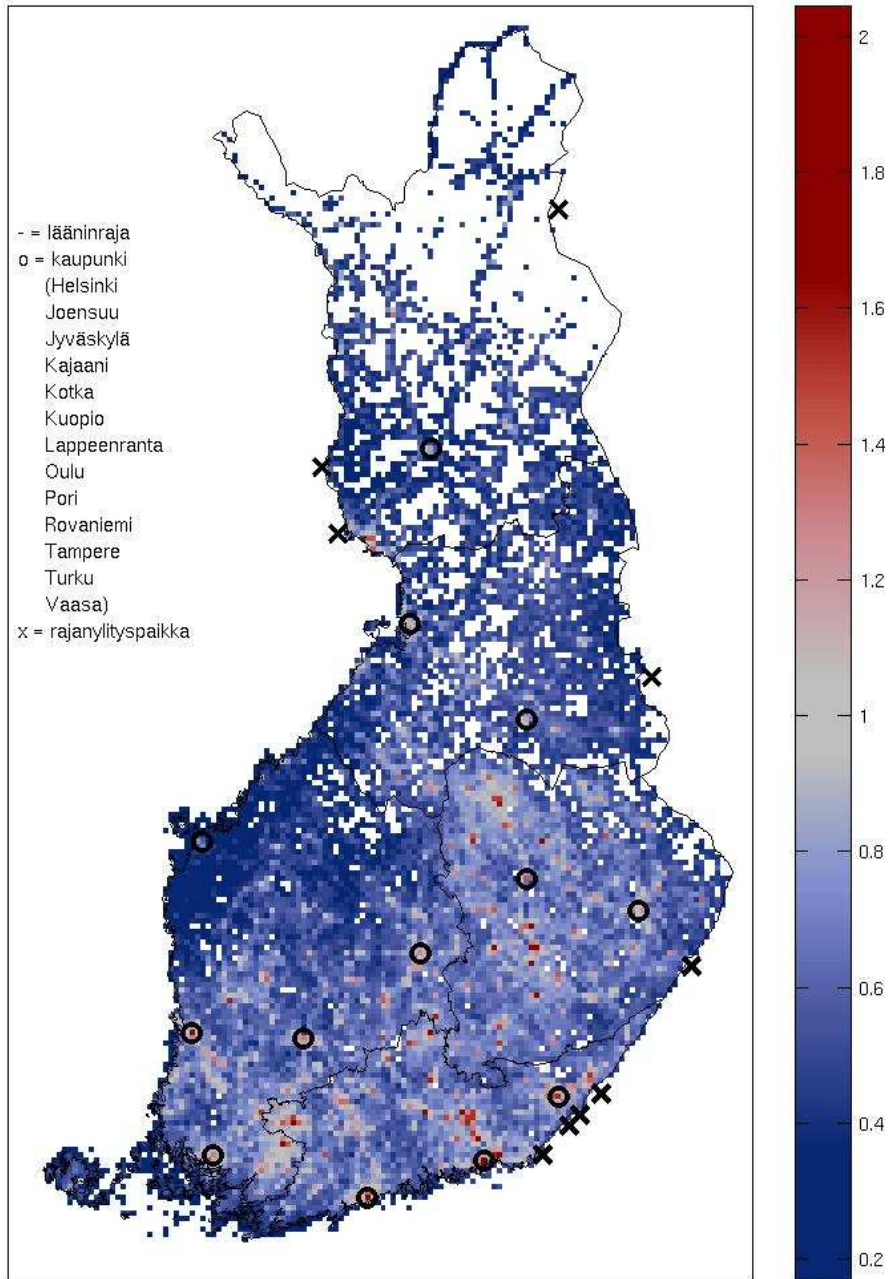 - = lääninraja
o = kaupunki
(Helsinki
Joensuu
Jyväskylä
Kajaani
Kotka
Kuopio
Lappeenranta
Oulu
Pori
Rovaniemi
Tampere
Turku
Vaasa)
x = rajanylityspaikka
2
1.8
1.6
1.4
1.2
1
0.8
0.6
0.4
0.2